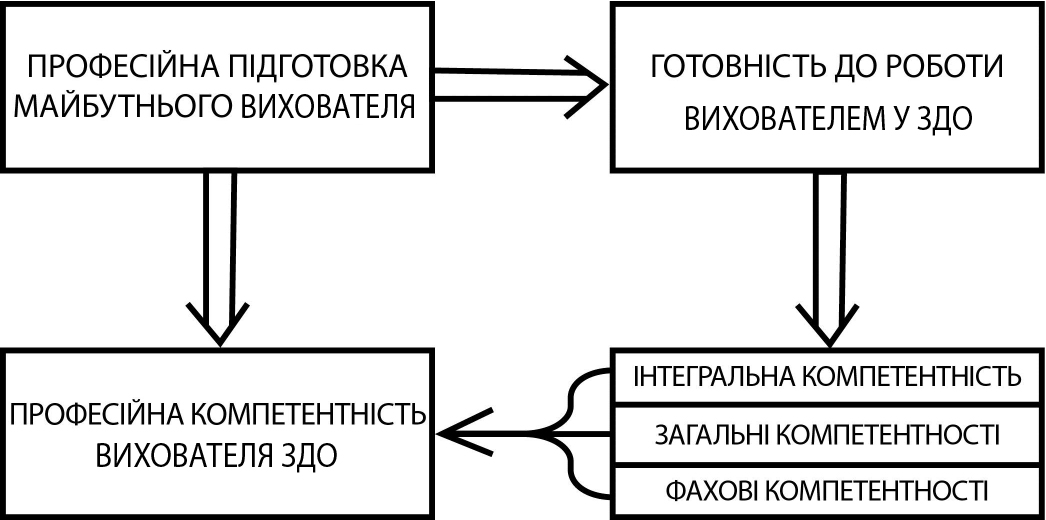 ПРОФЕСІЙНА ПІДГОТОВКА
МАЙБУТНЬОГО ВИХОВАТЕЛЯ
ГОТОВНІСТЬ ДО РОБОТИ
ВИХОВАТЕЛЕМ У ЗДО
ПРОФЕСІЙНА КОМПЕТЕНТНІСТЬ
ВИХОВАТЕЛЯ ЗДО
ІНТЕГРАЛЬНА КОМПЕТЕНТНІСТЬ
ЗАГАЛЬНІ КОМПЕТЕНТНОСТІ
ФАХОВІ КОМПЕТЕНТНОСТІ